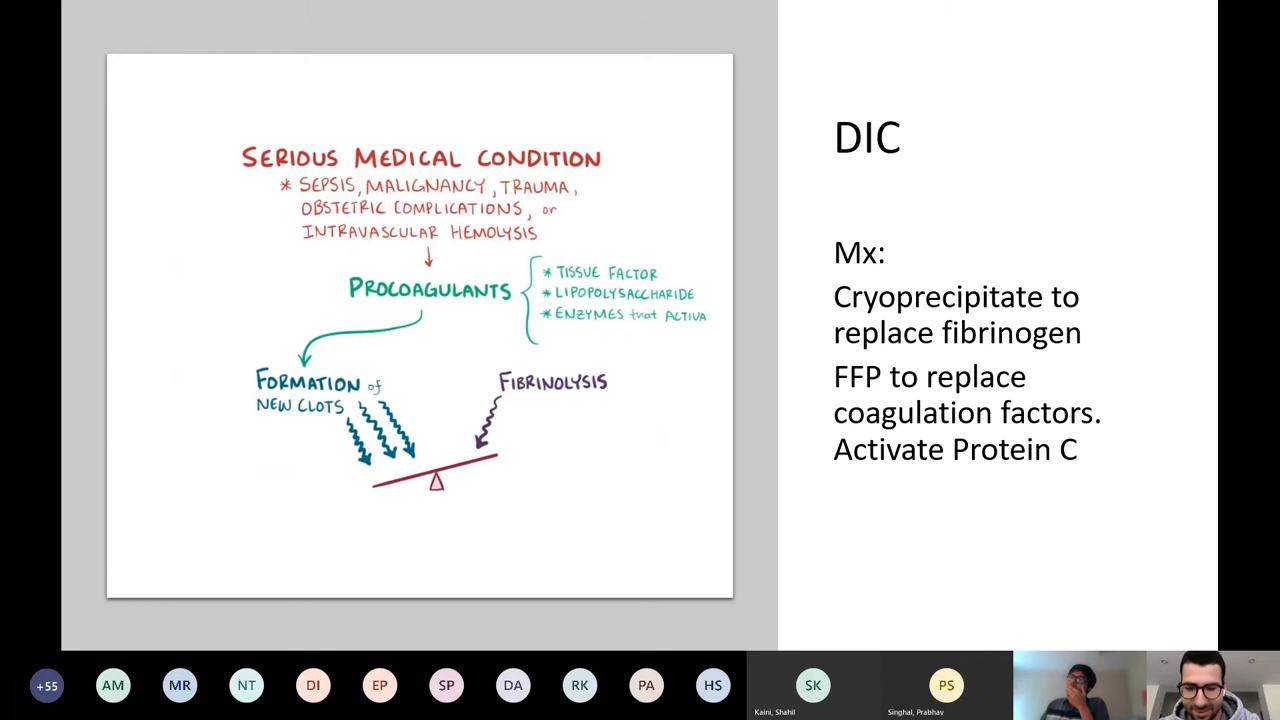 SERIOUS MEDICAL CONDITION
* SEPSIS, MALIGNANCY, TRAUMA,
OBSTETRIC COMPLICATIONS, or
INTRAVASCULAR HEMOLYSIS
PROCOAGULANTS
* TISSUE FACTOR
* LIPOPOLYSACCHARIDE
* ENZYMES that ACTIVA
FORMATION of
NEW CLOTS
FIBRINOLYSIS
DIC
Mx:
Cryoprecipitate to
replace fibrinogen
FFP to replace
coagulation factors.
Activate Protein C
+55
AM
MR
NT
DI
EP
SP
DA
RK
PA
HS
SK
Kaini, Shahil
PS
Singhal, Prabhav